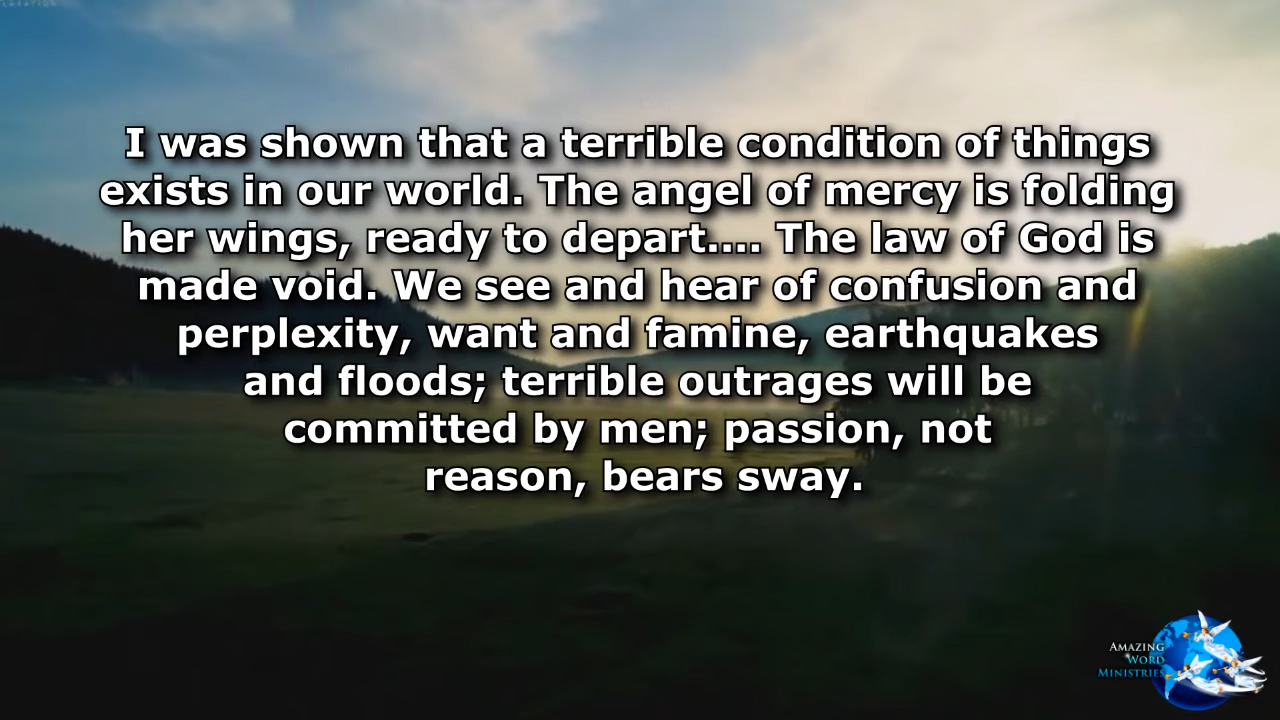 I was shown that a terrible condition of things
exists in our world. The angel of mercy is folding
her wings, ready to depart.... The law of God is
made void. We see and hear of confusion and
perplexity, want and famine, earthquakes
and floods; terrible outrages will be
committed by men; passion, not
reason, bears sway.
AMAZING
WORD
MINISTRIES